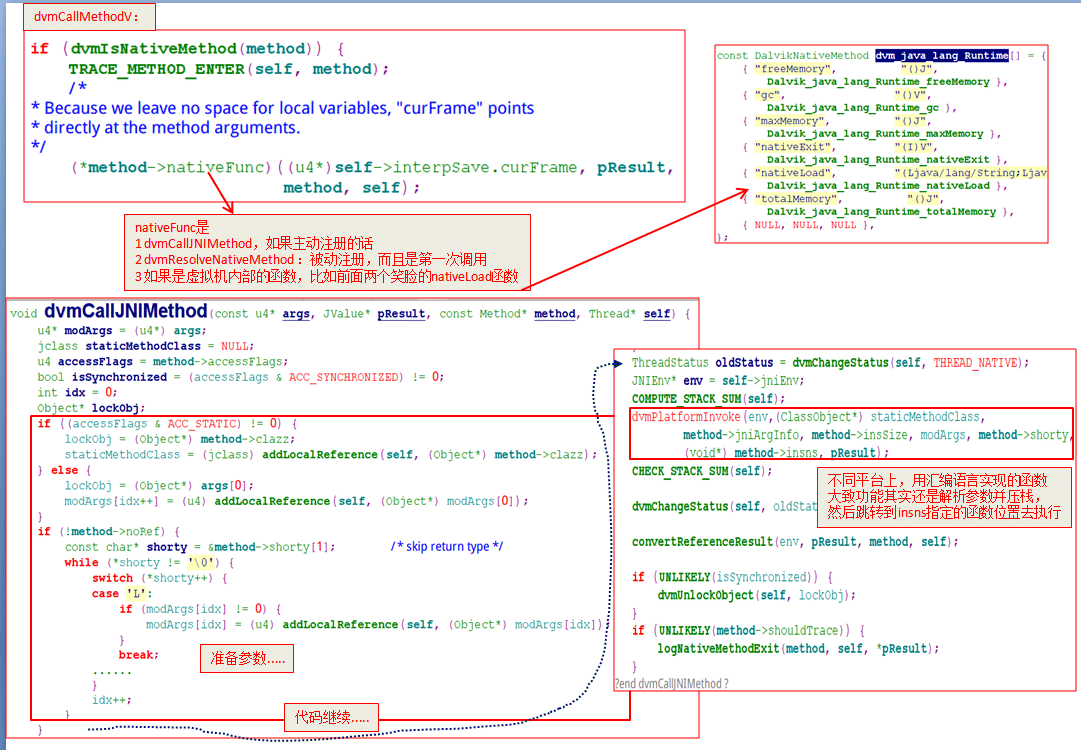 dvmCallMethodV：
if (dvmIsNativeMethod(method)) {
TRACE_METHOD_ENTER(self, method);
/*
* Because we leave no space for local variables, "curFrame" points
* directly at the method arguments.
*/
(*method->nativeFunc)((u4*)self->interpSave.curFrame, pResult,
method, self);
const DalvikNativeMethod dvm_java_lang_Runtime[] = {
{ "freeMemory", "()J",
Dalvik_java_lang_Runtime_freeMemory },
{ "gc", "()V",
Dalvik_java_lang_Runtime_gc },
{ "maxMemory", "()J",
Dalvik_java_lang_Runtime_maxMemory },
{ "nativeExit", "(I)V",
Dalvik_java_lang_Runtime_nativeExit },
{ "nativeLoad", "(Ljava/lang/String;Ljav
Dalvik_java_lang_Runtime_nativeLoad },
{ "totalMemory", "()J",
Dalvik_java_lang_Runtime_totalMemory },
{ NULL, NULL, NULL },
};
nativeFunc是
1 dvmCallJNIMethod，如果主动注册的话
2 dvmResolveNativeMethod：被动注册，而且是第一次调用
3 如果是虚拟机内部的函数，比如前面两个笑脸的nativeLoad函数
void dvmCallJNIMethod(const u4* args, JValue* pResult, const Method* method, Thread* self) {
u4* modArgs = (u4*) args;
jclass staticMethodClass = NULL;
u4 accessFlags = method->accessFlags;
bool isSynchronized = (accessFlags & ACC_SYNCHRONIZED) != 0;
int idx = 0;
Object* lockObj;
if ((accessFlags & ACC_STATIC) != 0) {
lockObj = (Object*) method->clazz;
staticMethodClass = (jclass) addLocalReference(self, (Object*) method->clazz);
} else {
lockObj = (Object*) args[0];
modArgs[idx++] = (u4) addLocalReference(self, (Object*) modArgs[0]);
}
if (!method->noRef) {
const char* shorty = &method->shorty[1]; /* skip return type */
while (*shorty != '\0') {
switch (*shorty++) {
case 'L':
if (modArgs[idx] != 0) {
modArgs[idx] = (u4) addLocalReference(self, (Object*) modArgs[idx])
}
break;
准备参数.....
......
}
idx++;
}
代码继续.....
}
ThreadStatus oldStatus = dvmChangeStatus(self, THREAD_NATIVE);
JNIEnv* env = self->jniEnv;
COMPUTE_STACK_SUM(self);
dvmPlatformInvoke(env,(ClassObject*) staticMethodClass,
method->jniArgInfo, method->insSize, modArgs, method->shorty,
(void*) method->insns, pResult);
CHECK_STACK_SUM(self);
不同平台上，用汇编语言实现的函数
大致功能其实还是解析参数并压栈，
然后跳转到insns指定的函数位置去执行
dvmChangeStatus(self, oldStat
convertReferenceResult(env, pResult, method, self);
if (UNLIKELY(isSynchronized)) {
dvmUnlockObject(self, lockObj);
}
if (UNLIKELY(method->shouldTrace)) {
logNativeMethodExit(method, self, *pResult);
}
?end dvmCallJNIMethod ?